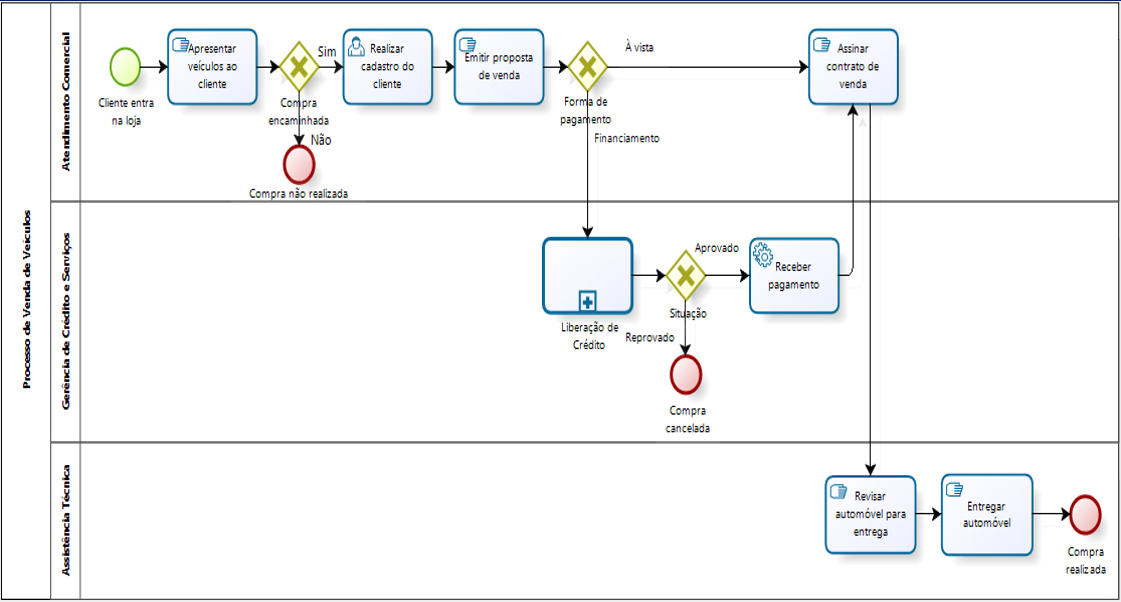 Processo de Venda de Veículos
Atendimento Comercial
Cliente entra
na loja
Apresentar
veículos ao
cliente
Compra
encaminhada
Sim
Não
Compra não realizada
Realizar
cadastro do
cliente
Emitir proposta
de venda
Forma de
pagamento
À vista
Financiamento
Assinar
contrato de
venda
Gerência de Crédito e Serviços
Liberação de
Crédito
Situação
Aprovado
Reprovado
Compra
cancelada
Receber
pagamento
Assistência Técnica
Revisar
automóvel para
entrega
Entregar
automóvel
Compra
realizada